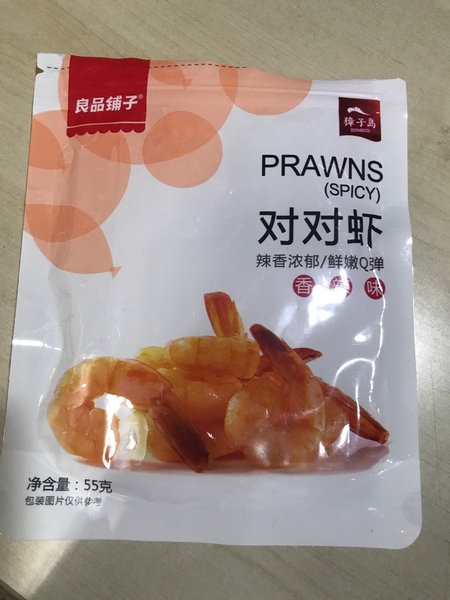 良品铺子®
獐子岛
ZONECO
PRAWNS
(SPICY)
对对虾
辣香浓郁/鲜嫩Q弹
香辣味
净含量：55克
包装图片仅供参考